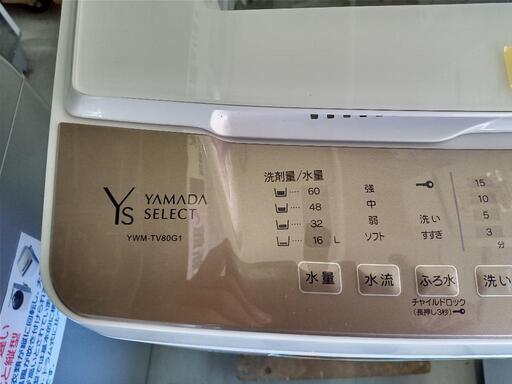 YS YAMADA
SELECT
YWM-TV80G1
洗剤量/水量
60
48
32
16 L
強
中
弱
ソフト
洗い
すすぎ
15
10
5
3
分
水量
水流
ふろ水
洗い
チャイルドロック
(長押し3秒)